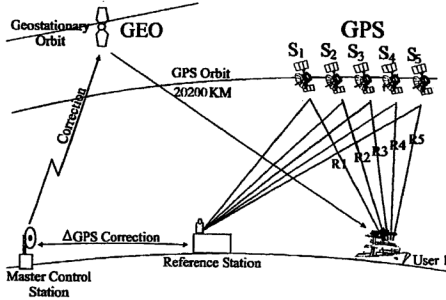 Geostationary
Orbit
GEO
GPS
S1 S2 S3 S4 S5
GPS Orbit
20200 KM
Correction
R1 R2 R3 R4 R5
ΔGPS Correction
Master Control
Station
Reference Station
User